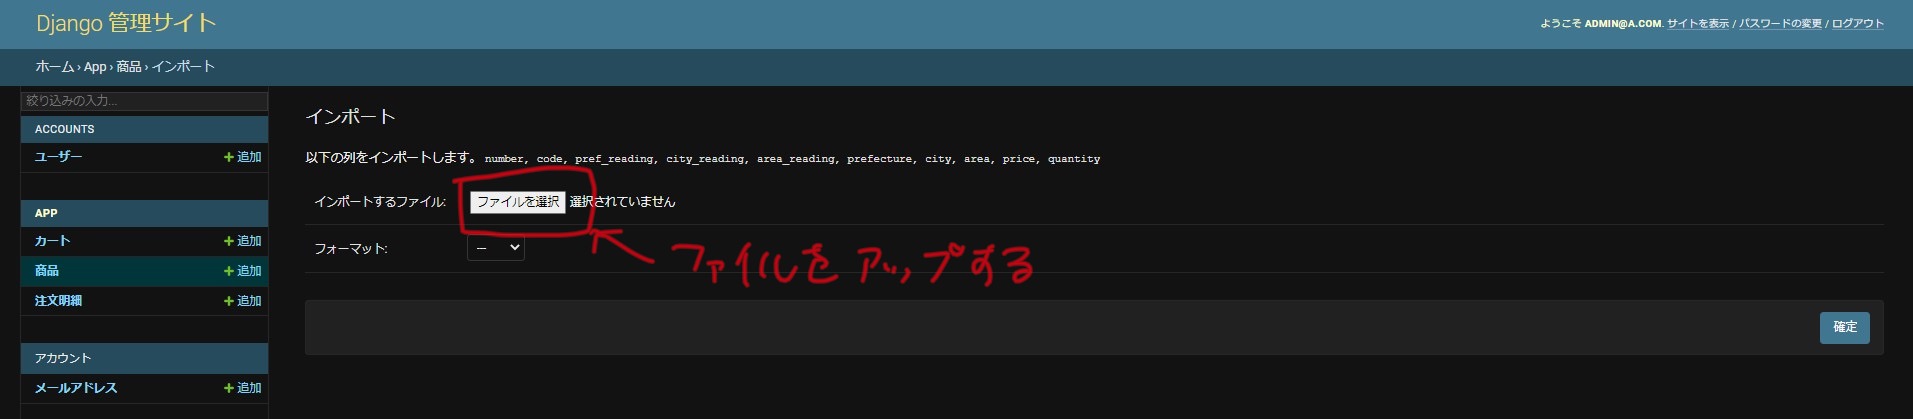 Django 管理サイト
ようこそ ADMIN@A.COM. サイトを表示 / パスワードの変更 / ログアウト
ホーム › App › 商品 › インポート
絞り込みの入力...
ACCOUNTS
ユーザー
+ 追加
APP
カート
+ 追加
商品
+ 追加
注文明細
+ 追加
アカウント
メールアドレス
+ 追加
インポート
以下の列をインポートします。 number, code, pref_reading, city_reading, area_reading, prefecture, city, area, price, quantity
インポートするファイル:
ファイルを選択 選択されていません
フォーマット:
---
ファイルをアップする
確定